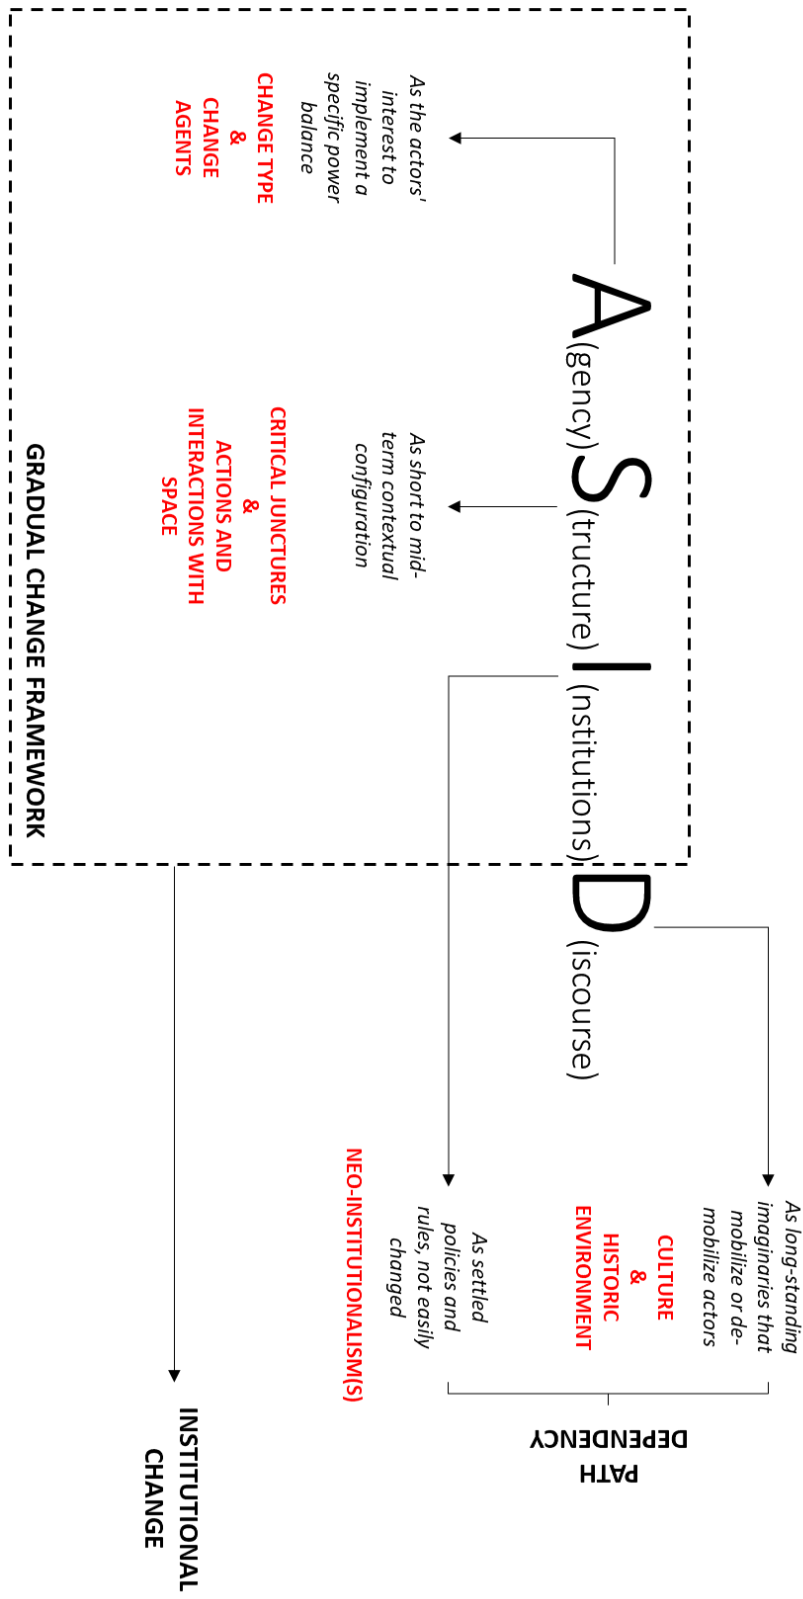 As long-standing
imaginaries that
mobilize or de-
mobilize actors
CULTURE
&
HISTORIC
ENVIRONMENT
PATH
DEPENDENCY
A(gency)S(tructure)I(nstitutions)D(iscourse)
As the actors'
interest to
implement a
specific power
balance
CHANGE TYPE
&
CHANGE
AGENTS
As short to mid-
term contextual
configuration
CRITICAL JUNCTURES
&
ACTIONS AND
INTERACTIONS WITH
SPACE
As settled
policies and
rules, not easily
changed
NEO-INSTITUTIONALISM(S)
GRADUAL CHANGE FRAMEWORK
INSTITUTIONAL
CHANGE